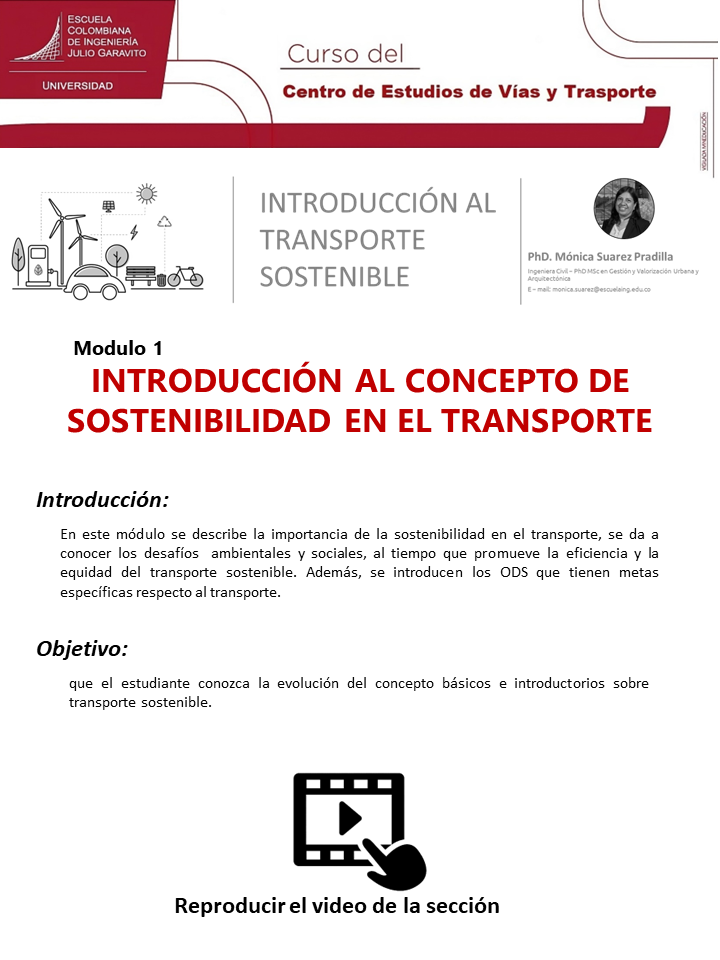 ESCUELA
COLOMBIANA
DE INGENIERÍA
JULIO GARAVITO
UNIVERSIDAD
Curso del
Centro de Estudios de Vías y Trasporte
VIGILADA MINEDUCACIÓN
INTRODUCCIÓN AL
TRANSPORTE
SOSTENIBLE
PhD. Mónica Suarez Pradilla
Ingeniera Civil – PhD MSc en Gestión y Valorización Urbana y
Arquitectónica
E – mail: monica.suarez@escuelaing.edu.co
Modulo 1
INTRODUCCIÓN AL CONCEPTO DE
SOSTENIBILIDAD EN EL TRANSPORTE
Introducción:
En este módulo se describe la importancia de la sostenibilidad en el transporte, se da a
conocer los desafíos ambientales y sociales, al tiempo que promueve la eficiencia y la
equidad del transporte sostenible. Además, se introducen los ODS que tienen metas
específicas respecto al transporte.
Objetivo:
que el estudiante conozca la evolución del concepto básicos e introductorios sobre
transporte sostenible.
Reproducir el video de la sección